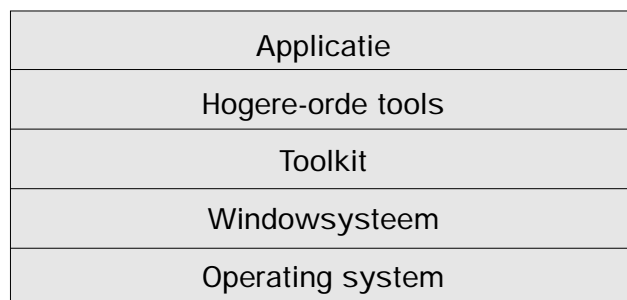 Applicatie
Hogere-orde tools
Toolkit
Windowsysteem
Operating system